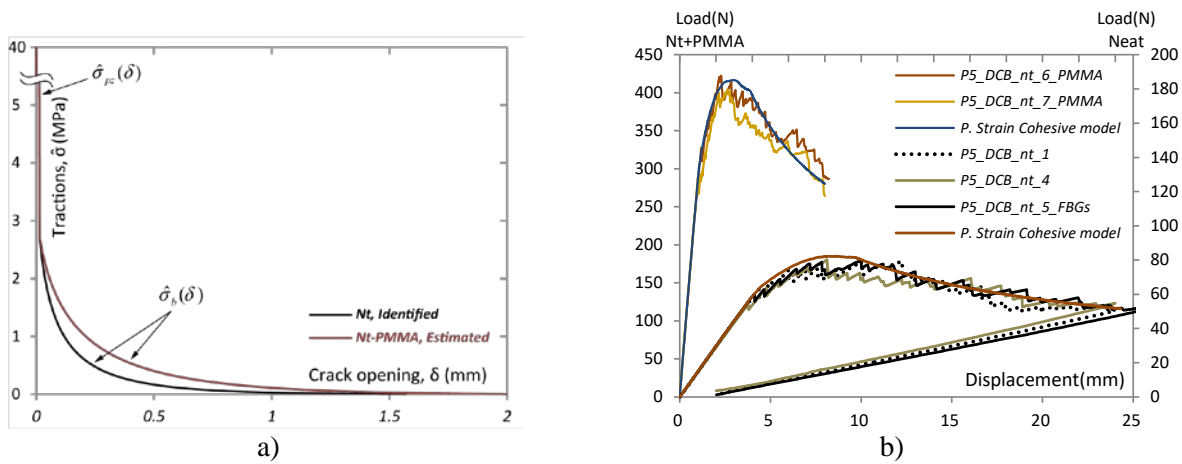 40
5
4
3
2
1
0
Tractions, σ̂ (MPa)
σ̂pz(δ)
σ̂b(δ)
Nt, Identified
Nt-PMMA, Estimated
Crack opening, δ (mm)
0
0.5
1
1.5
2
a)
Load(N)
Nt+PMMA
450
400
350
300
250
200
150
100
50
0
Load(N)
Neat
200
180
160
140
120
100
80
60
40
20
0
P5_DCB_nt_6_PMMA
P5_DCB_nt_7_PMMA
P. Strain Cohesive model
P5_DCB_nt_1
P5_DCB_nt_4
P5_DCB_nt_5_FBGs
P. Strain Cohesive model
Displacement(mm)
0
5
10
15
20
25
b)